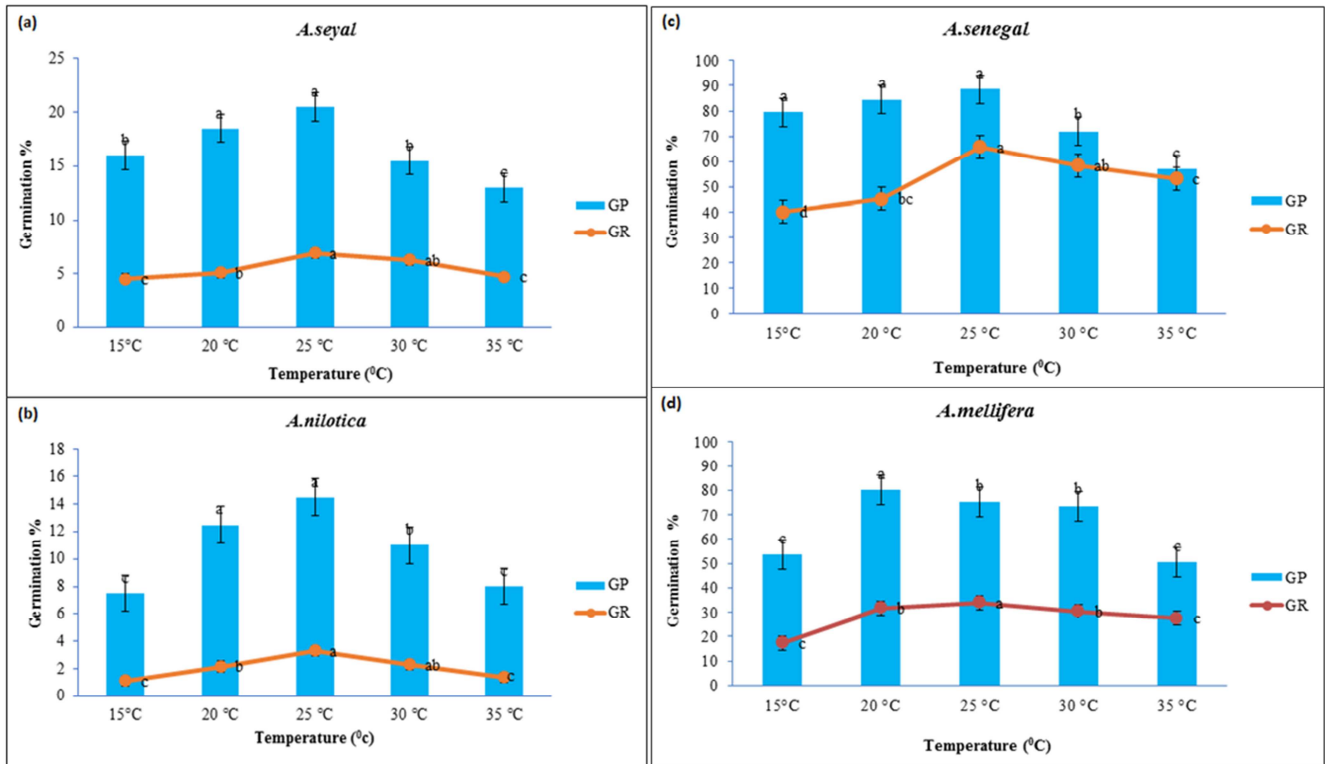 (a)
A.seyal
25
20
15
10
5
0
Germination %
b
a
a
b
c
c
b
a
ab
c
15°C
20 °C
25 °C
30 °C
35 °C
Temperature (⁰C)
GP
GR
(b)
A.nilotica
18
16
14
12
10
8
6
4
2
0
Germination %
c
a
a
b
c
c
b
a
ab
c
15°C
20 °C
25 °C
30 °C
35 °C
Temperature (⁰c)
GP
GR
(c)
A.senegal
100
90
80
70
60
50
40
30
20
10
0
Germination %
a
a
a
b
c
d
bc
a
ab
c
15°C
20 °C
25 °C
30 °C
35 °C
Temperature (⁰C)
GP
GR
(d)
A.mellifera
100
90
80
70
60
50
40
30
20
10
0
Germination %
c
a
b
b
c
c
b
a
b
c
15°C
20 °C
25 °C
30 °C
35 °C
Temperature (⁰C)
GP
GR